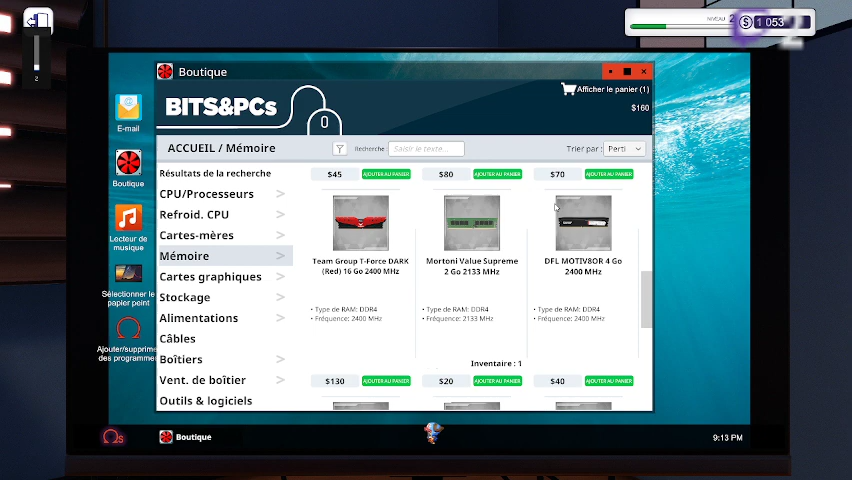 NIVEAU 2
$ 1 053
2
Boutique
BITS&PCs
Afficher le panier (1)
$160
ACCUEIL / Mémoire
Recherche
Saisir le texte...
Trier par :
Perti
Résultats de la recherche
CPU/Processeurs
Refroid. CPU
Cartes-mères
Mémoire
Cartes graphiques
Stockage
Alimentations
Câbles
Boîtiers
Vent. de boîtier
Outils & logiciels
$45 AJOUTER AU PANIER
$80 AJOUTER AU PANIER
$70 AJOUTER AU PANIER
Team Group T-Force DARK
(Red) 16 Go 2400 MHz
• Type de RAM: DDR4
• Fréquence: 2400 MHz
$130 AJOUTER AU PANIER
Mortoni Value Supreme
2 Go 2133 MHz
• Type de RAM: DDR4
• Fréquence: 2133 MHz
Inventaire : 1
$20 AJOUTER AU PANIER
DFL MOTIV8OR 4 Go
2400 MHz
• Type de RAM: DDR4
• Fréquence: 2400 MHz
$40 AJOUTER AU PANIER
E-mail
Boutique
Lecteur de
musique
Sélectionner le
papier peint
Ajouter/supprime
des programmes
Ωs
Boutique
9:13 PM